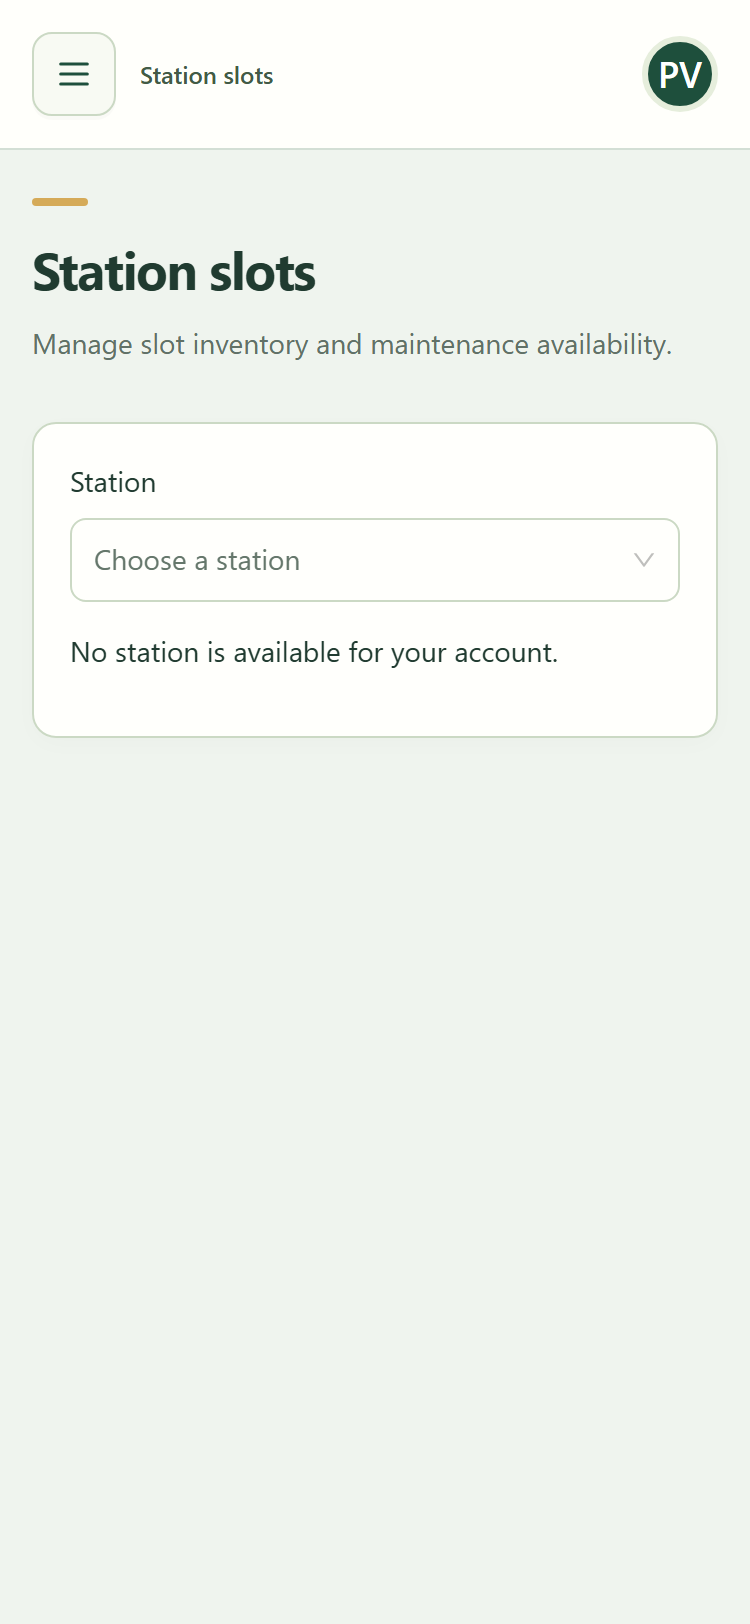 Station slots
PV
Station slots
Manage slot inventory and maintenance availability.
Station
Choose a station
No station is available for your account.